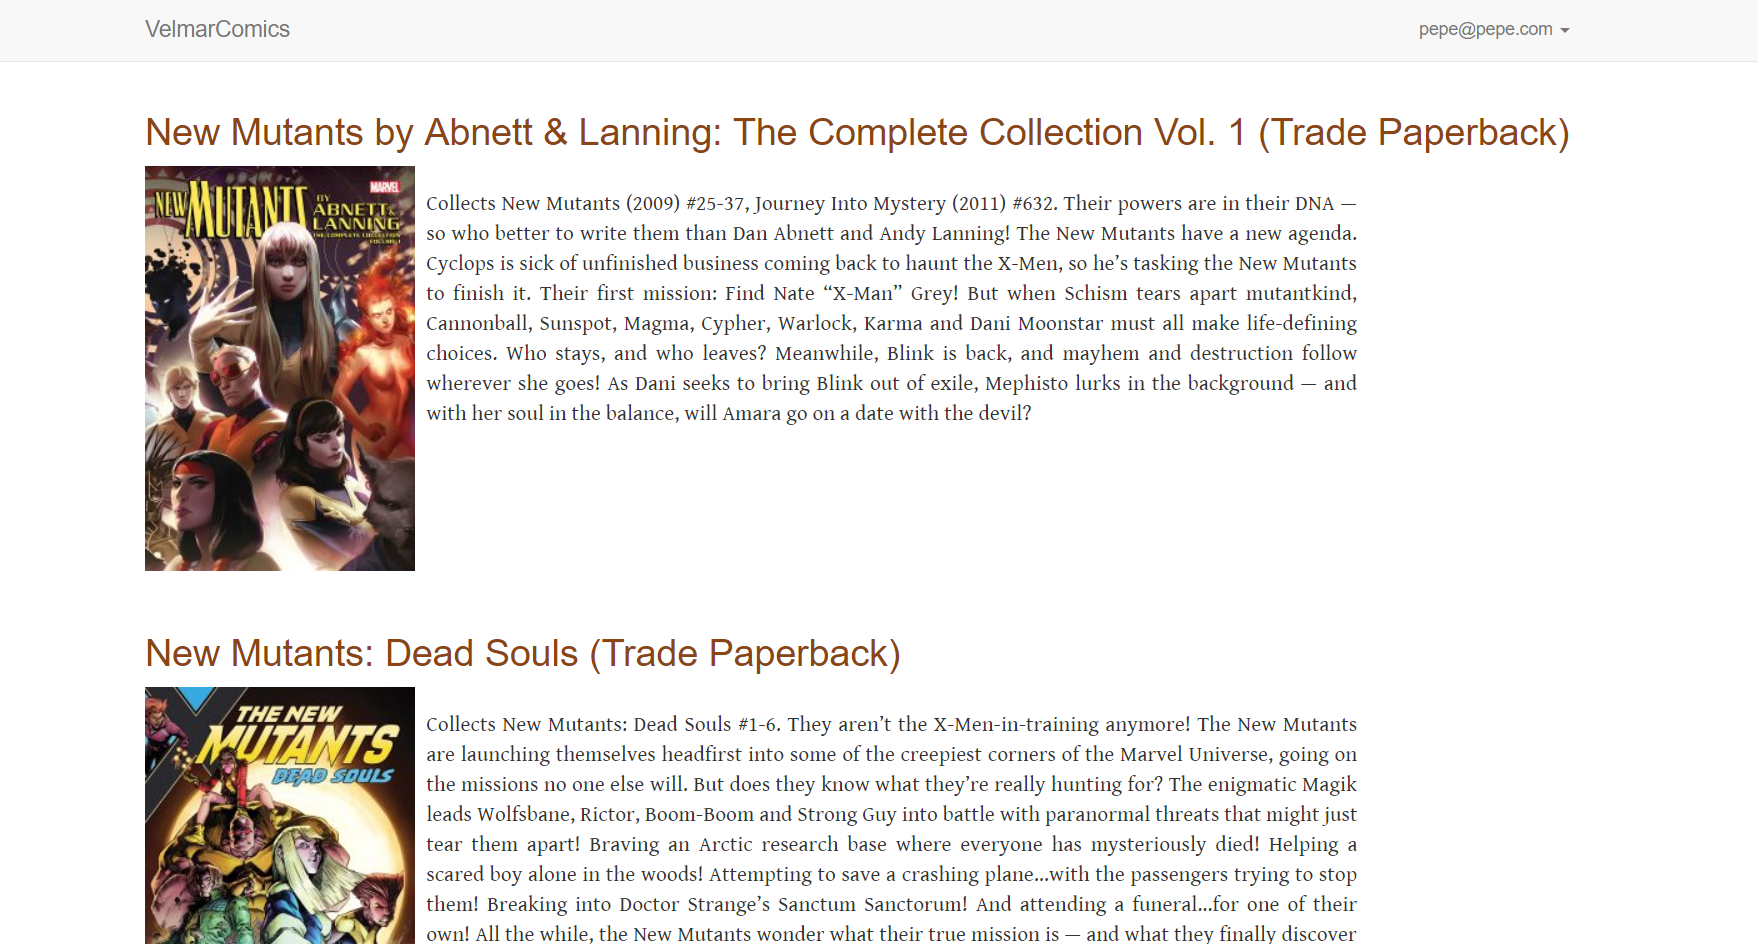 VelmarComics
pepe@pepe.com
New Mutants by Abnett & Lanning: The Complete Collection Vol. 1 (Trade Paperback)
MARVEL
NEW MUTANTS
BY
ABNETT &
LANNING
THE COMPLETE COLLECTION
VOLUME 1
Collects New Mutants (2009) #25-37, Journey Into Mystery (2011) #632. Their powers are in their DNA —
so who better to write them than Dan Abnett and Andy Lanning! The New Mutants have a new agenda.
Cyclops is sick of unfinished business coming back to haunt the X-Men, so he’s tasking the New Mutants
to finish it. Their first mission: Find Nate “X-Man” Grey! But when Schism tears apart mutantkind,
Cannonball, Sunspot, Magma, Cypher, Warlock, Karma and Dani Moonstar must all make life-defining
choices. Who stays, and who leaves? Meanwhile, Blink is back, and mayhem and destruction follow
wherever she goes! As Dani seeks to bring Blink out of exile, Mephisto lurks in the background — and
with her soul in the balance, will Amara go on a date with the devil?
New Mutants: Dead Souls (Trade Paperback)
THE NEW
MUTANTS
DEAD SOULS
Collects New Mutants: Dead Souls #1-6. They aren’t the X-Men-in-training anymore! The New Mutants
are launching themselves headfirst into some of the creepiest corners of the Marvel Universe, going on
the missions no one else will. But does they know what they’re really hunting for? The enigmatic Magik
leads Wolfsbane, Rictor, Boom-Boom and Strong Guy into battle with paranormal threats that might just
tear them apart! Braving an Arctic research base where everyone has mysteriously died! Helping a
scared boy alone in the woods! Attempting to save a crashing plane…with the passengers trying to stop
them! Breaking into Doctor Strange’s Sanctum Sanctorum! And attending a funeral…for one of their
own! All the while, the New Mutants wonder what their true mission is — and what they finally discover